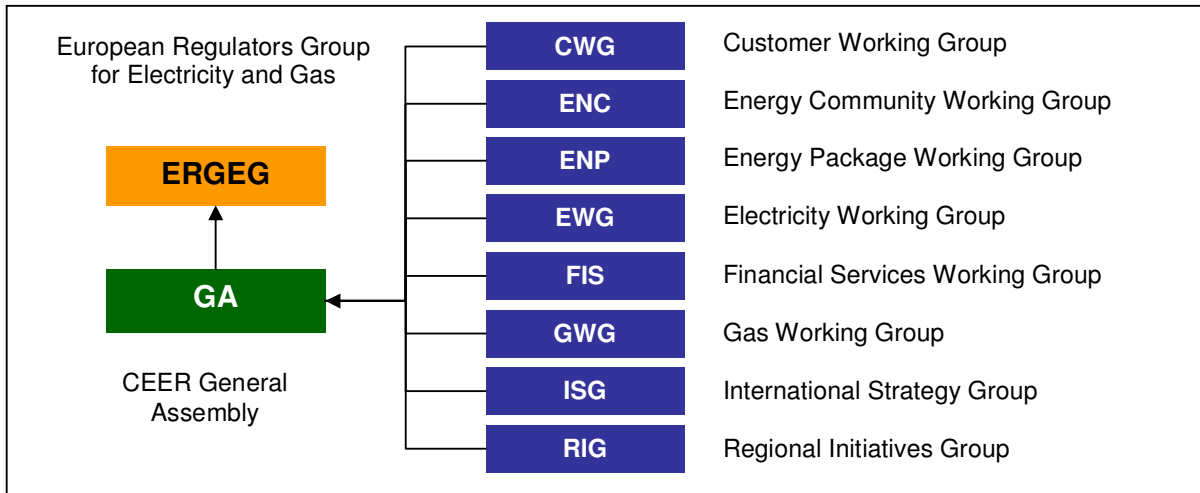 European Regulators Group
for Electricity and Gas
ERGEG
GA
CEER General
Assembly
CWG Customer Working Group
ENC Energy Community Working Group
ENP Energy Package Working Group
EWG Electricity Working Group
FIS Financial Services Working Group
GWG Gas Working Group
ISG International Strategy Group
RIG Regional Initiatives Group